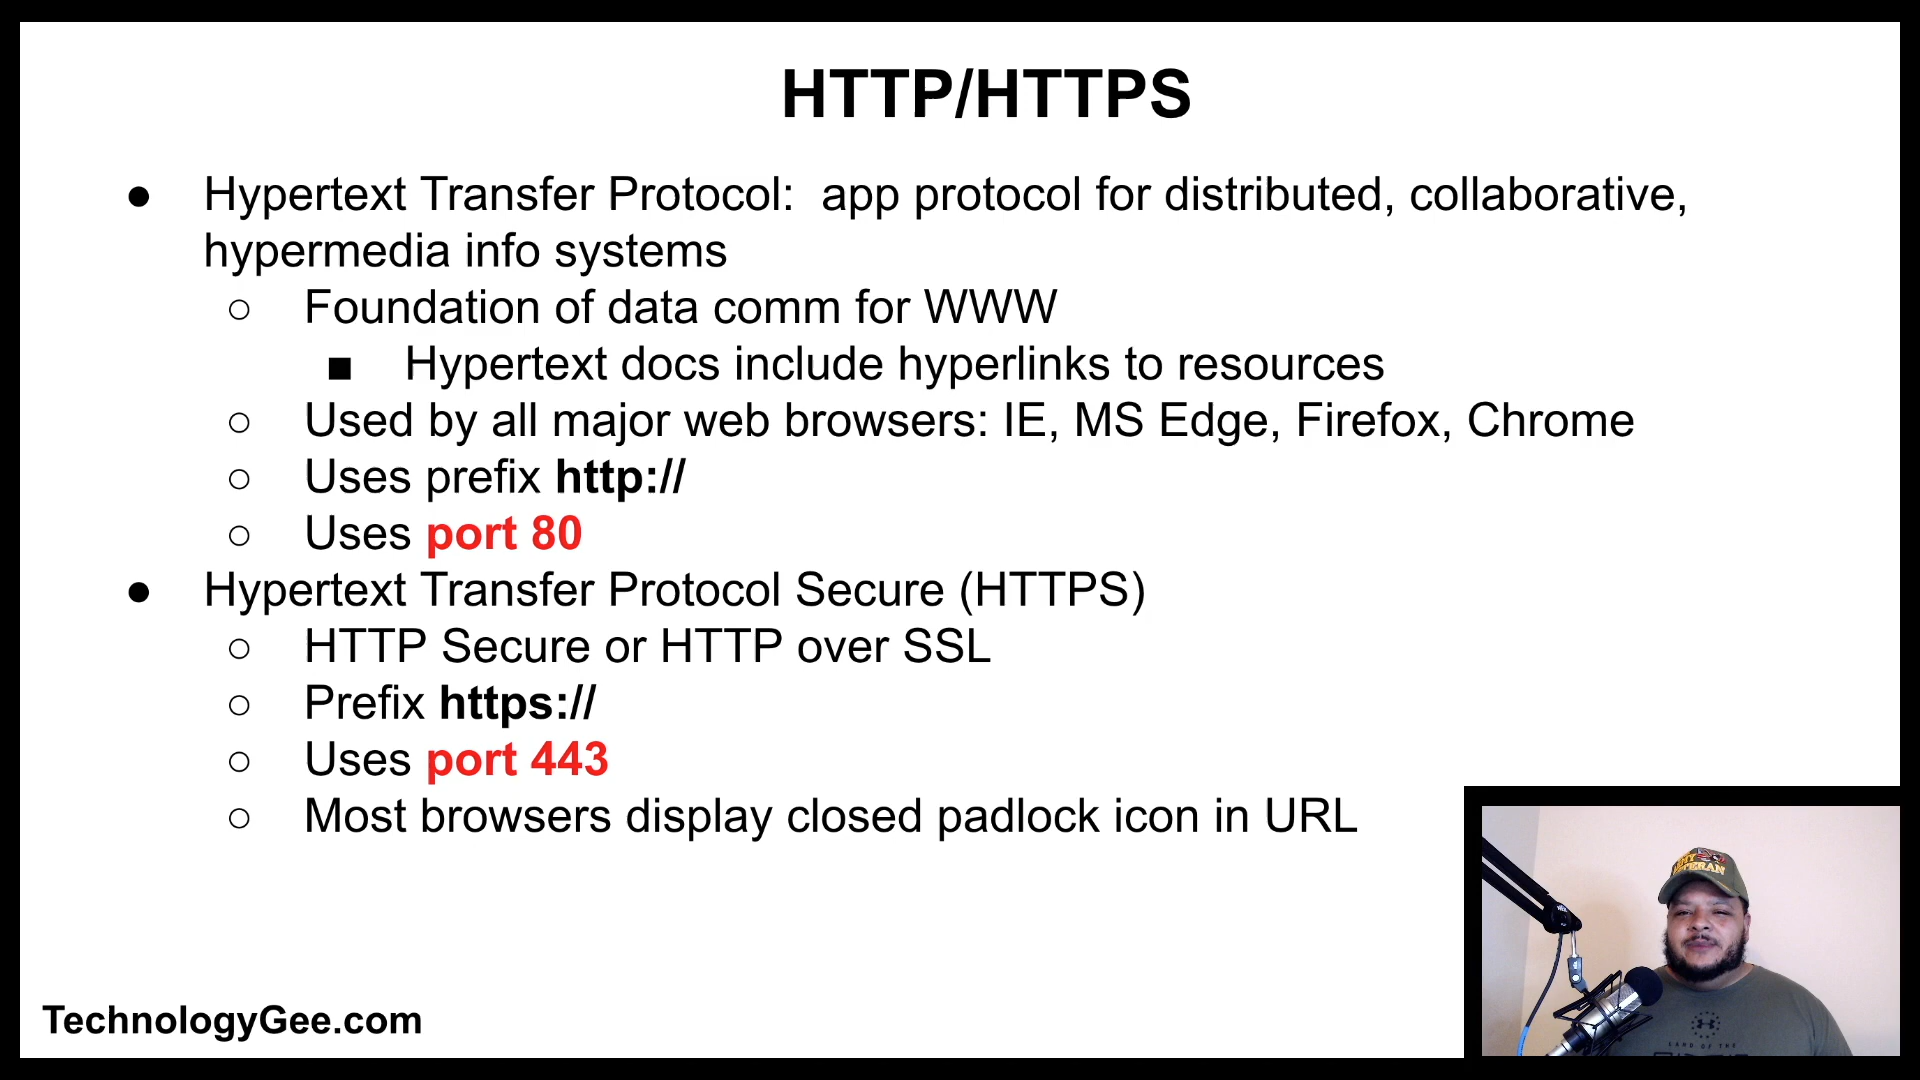 HTTP/HTTPS
● Hypertext Transfer Protocol: app protocol for distributed, collaborative,
hypermedia info systems
○ Foundation of data comm for WWW
■ Hypertext docs include hyperlinks to resources
○ Used by all major web browsers: IE, MS Edge, Firefox, Chrome
○ Uses prefix http://
○ Uses port 80
● Hypertext Transfer Protocol Secure (HTTPS)
○ HTTP Secure or HTTP over SSL
○ Prefix https://
○ Uses port 443
○ Most browsers display closed padlock icon in URL
TechnologyGee.com
VETERAN